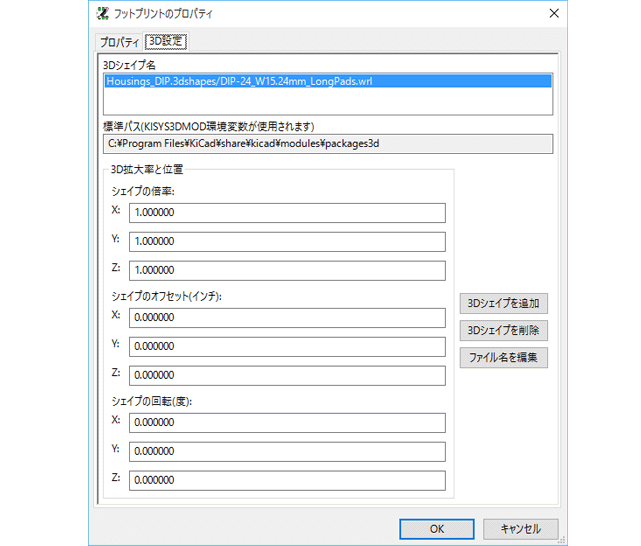 フットプリントのプロパティ
プロパティ 3D設定
3Dシェイプ名
Housings_DIP.3dshapes/DIP-24_W15.24mm_LongPads.wrl
標準パス(KISYS3DMOD環境変数が使用されます)
C:¥Program Files¥KiCad¥share¥kicad¥modules¥packages3d
3D拡大率と位置
シェイプの倍率:
X: 1.000000
Y: 1.000000
Z: 1.000000
シェイプのオフセット(インチ):
X: 0.000000
Y: 0.000000
Z: 0.000000
シェイプの回転(度):
X: 0.000000
Y: 0.000000
Z: 0.000000
3Dシェイプを追加
3Dシェイプを削除
ファイル名を編集
OK キャンセル